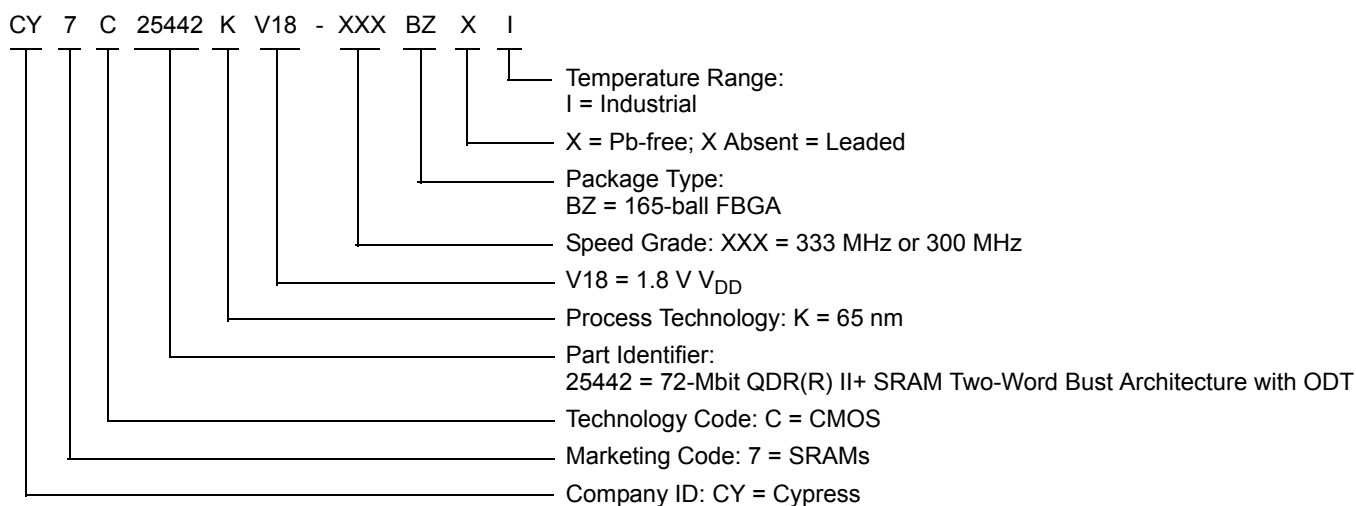 CY 7 C 25442 K V18 - XXX BZ X I
Temperature Range:
I = Industrial
X = Pb-free; X Absent = Leaded
Package Type:
BZ = 165-ball FBGA
Speed Grade: XXX = 333 MHz or 300 MHz
V18 = 1.8 V VDD
Process Technology: K = 65 nm
Part Identifier:
25442 = 72-Mbit QDR(R) II+ SRAM Two-Word Bust Architecture with ODT
Technology Code: C = CMOS
Marketing Code: 7 = SRAMs
Company ID: CY = Cypress